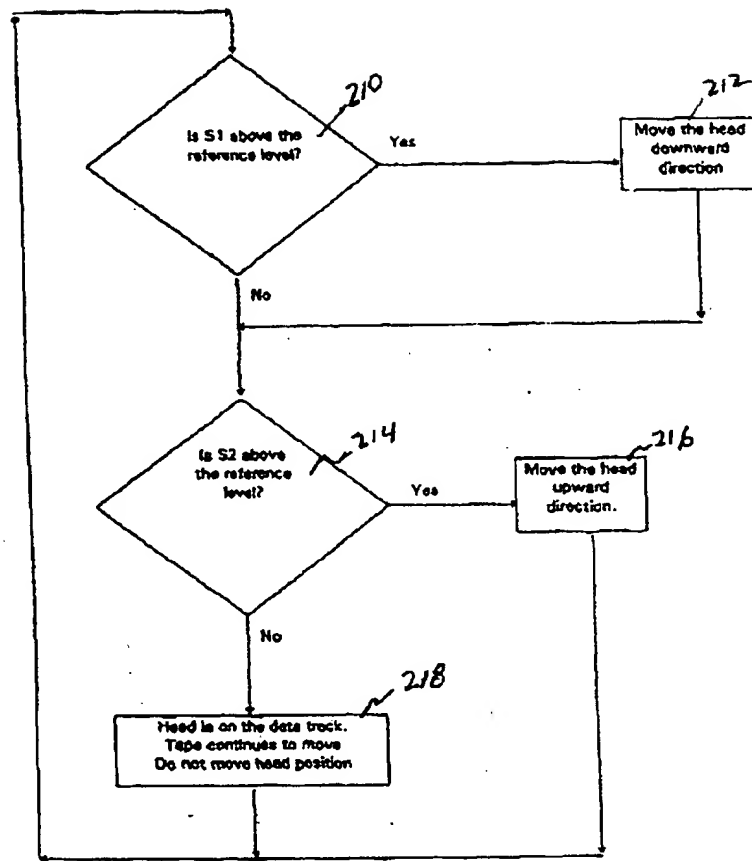 210
Is S1 above the
reference level?
Yes
212
Move the head
downward
direction
No
214
Is S2 above
the reference
level?
Yes
216
Move the head
upward
direction.
No
218
Head is on the data track.
Tape continues to move
Do not move head position